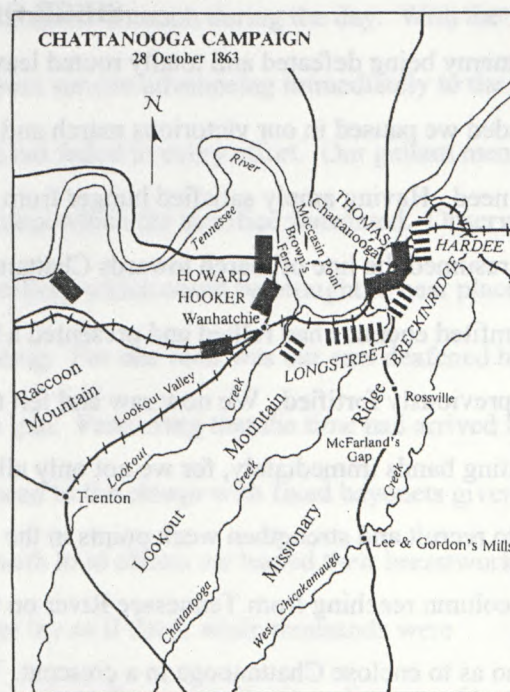 CHATTANOOGA CAMPAIGN
28 October 1863
N
River
Tennessee
Moccasin Point
Brown's
Ferry
THOMAS
Chattanooga
HARDEE
HOWARD
HOOKER
Wanhatchie
LONGSTREET
BRECKINRIDGE
Raccoon
Mountain
Lookout Valley
Lookout Creek
Lookout Mountain
Chattanooga Creek
Missionary Ridge
Rossville
McFarland's
Gap
Trenton
Lee & Gordon's Mills
West Chicakamauga Creek